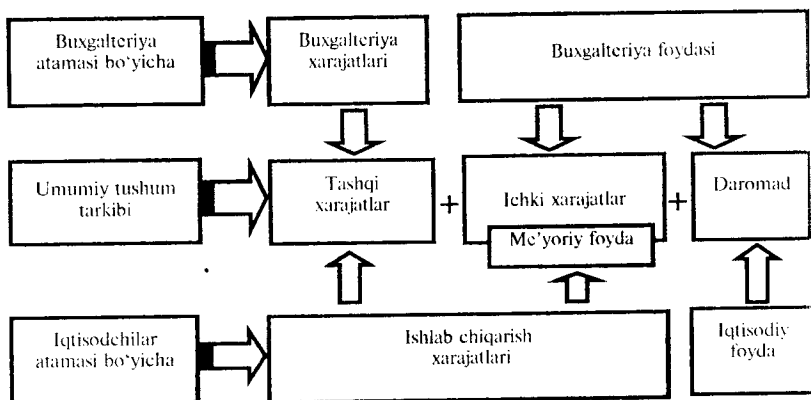 Buxgalteriya
atamasi bo‘yicha
Buxgalteriya
xarajatlari
Buxgalteriya foydasi
Umumiy tushum
tarkibi
Tashqi
xarajatlar
+
Ichki xarajatlar
Me’yoriy foyda
+
Daromad
Iqtisodchilar
atamasi bo‘yicha
Ishlab chiqarish
xarajatlari
Iqtisodiy
foyda